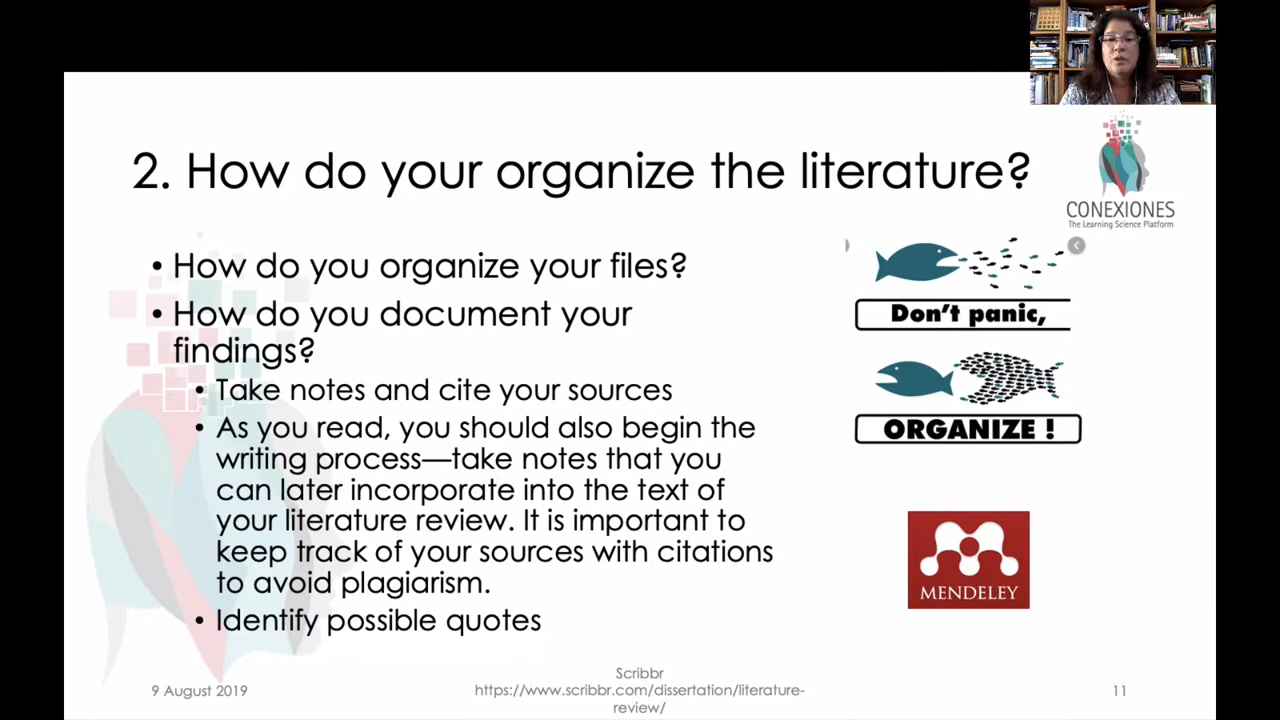 2. How do your organize the literature?
CONEXIONES
The Learning Science Platform
• How do you organize your files?
• How do you document your
findings?
• Take notes and cite your sources
• As you read, you should also begin the
writing process—take notes that you
can later incorporate into the text of
your literature review. It is important to
keep track of your sources with citations
to avoid plagiarism.
• Identify possible quotes
Don't panic,
ORGANIZE !
MENDELEY
9 August 2019
Scribbr
https://www.scribbr.com/dissertation/literature-
review/
11